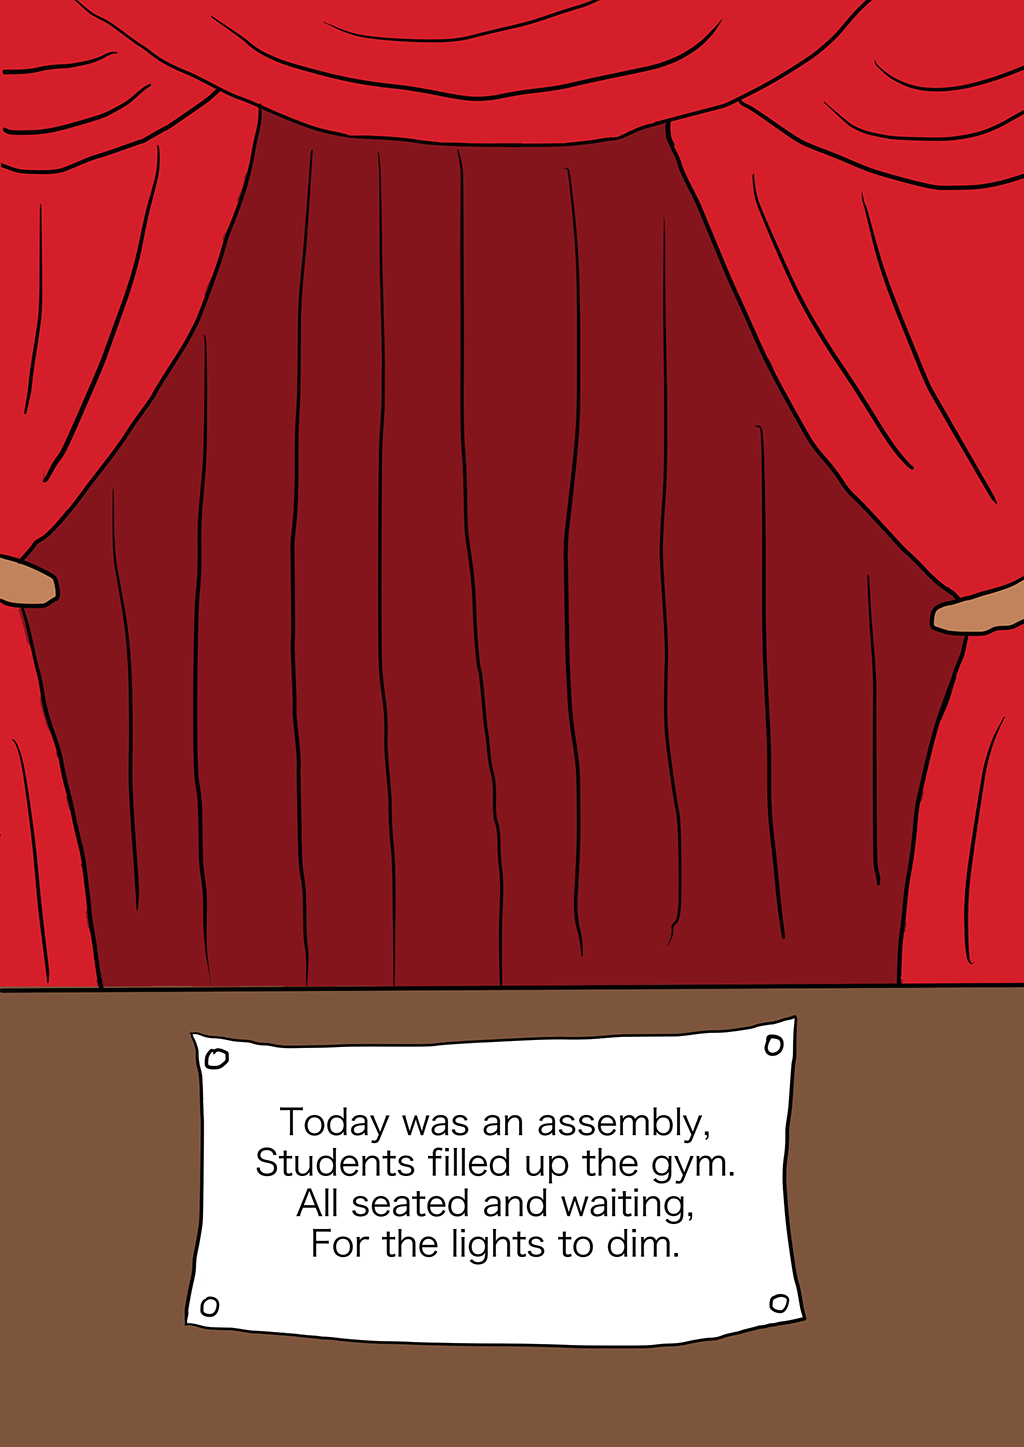 Today was an assembly,
Students filled up the gym.
All seated and waiting,
For the lights to dim.